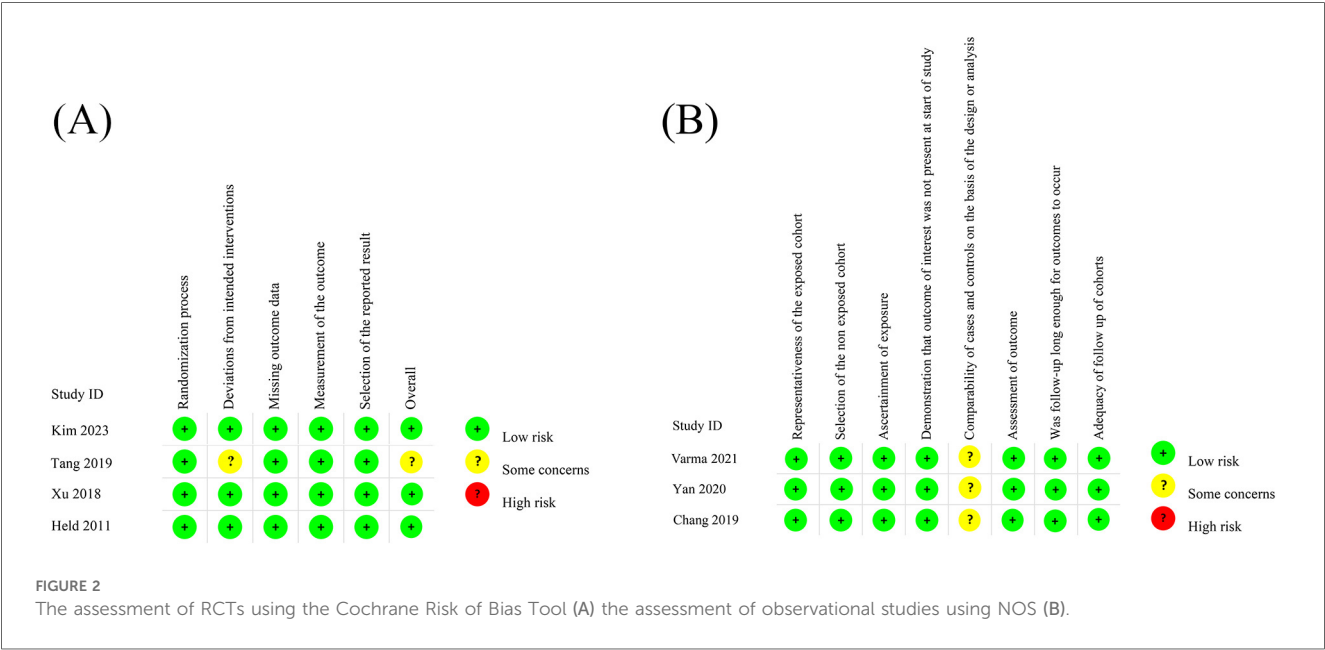 (A)
Randomization process
Deviations from intended interventions
Missing outcome data
Measurement of the outcome
Selection of the reported result
Overall
Study ID
Kim 2023 + + + + + +
Tang 2019 + ? + + + ?
Xu 2018 + + + + + +
Held 2011 + + + + + +
+ Low risk
? Some concerns
? High risk
(B)
Representativeness of the exposed cohort
Selection of the non exposed cohort
Ascertainment of exposure
Demonstration that outcome of interest was not present at start of study
Comparability of cases and controls on the basis of the design or analysis
Assessment of outcome
Was follow-up long enough for outcomes to occur
Adequacy of follow up of cohorts
Study ID
Varma 2021 + + + + ? + + +
Yan 2020 + + + + ? + + +
Chang 2019 + + + + ? + + +
+ Low risk
? Some concerns
? High risk
FIGURE 2
The assessment of RCTs using the Cochrane Risk of Bias Tool (A) the assessment of observational studies using NOS (B).